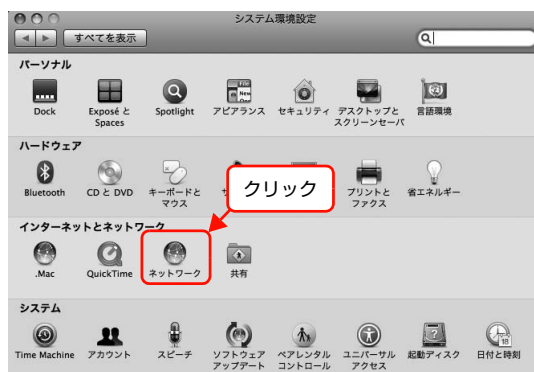 システム環境設定
すべてを表示
パーソナル
Dock
Exposé と
Spaces
Spotlight
アピアランス
セキュリティ
デスクトップと
スクリーンセーバ
言語環境
ハードウェア
Bluetooth
CD と DVD
キーボードと
マウス
クリック
プリントと
ファクス
省エネルギー
インターネットとネットワーク
.Mac
QuickTime
ネットワーク
共有
システム
Time Machine
アカウント
スピーチ
ソフトウェア
アップデート
ペアレンタル
コントロール
ユニバーサル
アクセス
起動ディスク
日付と時刻